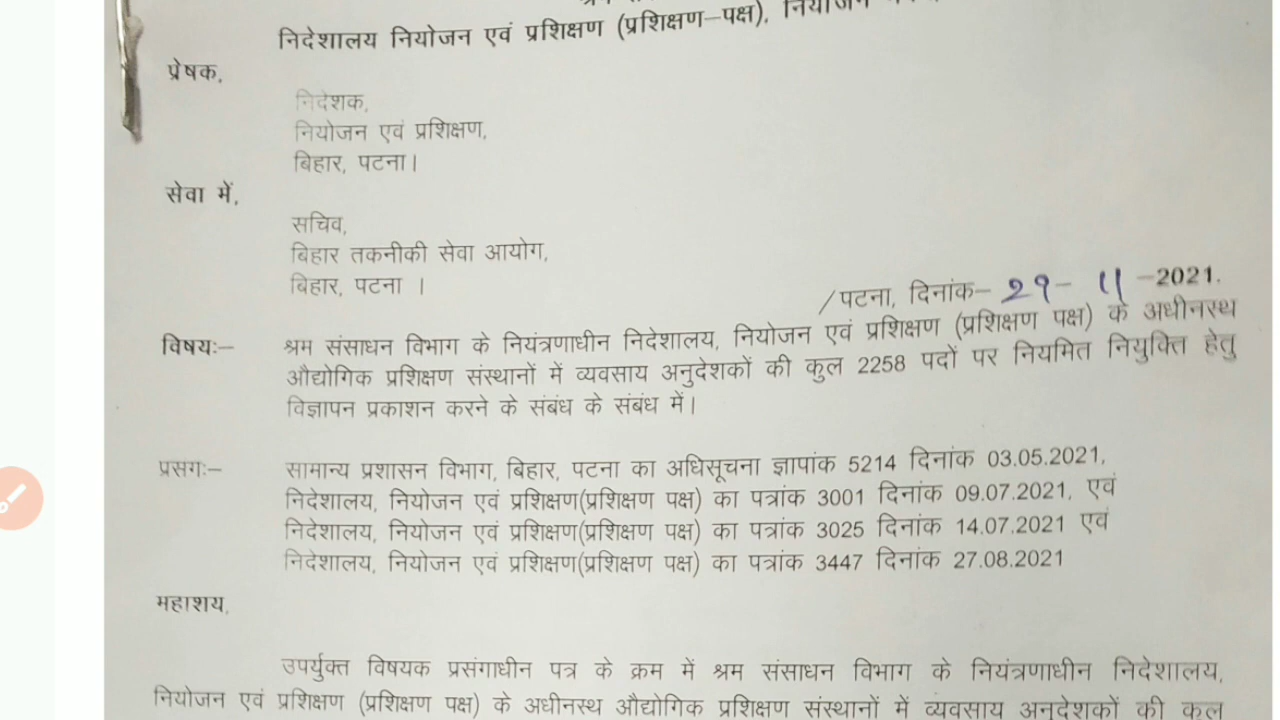 निदेशालय नियोजन एवं प्रशिक्षण (प्रशिक्षण–पक्ष), नियोजन
प्रेषक,
निदेशक,
नियोजन एवं प्रशिक्षण,
बिहार, पटना।
सेवा में,
सचिव,
बिहार तकनीकी सेवा आयोग,
बिहार, पटना ।
/पटना, दिनांक– 29- 11 –2021.
विषयः– श्रम संसाधन विभाग के नियंत्रणाधीन निदेशालय, नियोजन एवं प्रशिक्षण (प्रशिक्षण पक्ष) के अधीनस्थ
औद्योगिक प्रशिक्षण संस्थानों में व्यवसाय अनुदेशकों की कुल 2258 पदों पर नियमित नियुक्ति हेतु
विज्ञापन प्रकाशन करने के संबंध के संबंध में।
प्रसगः– सामान्य प्रशासन विभाग, बिहार, पटना का अधिसूचना ज्ञापांक 5214 दिनांक 03.05.2021,
निदेशालय, नियोजन एवं प्रशिक्षण(प्रशिक्षण पक्ष) का पत्रांक 3001 दिनांक 09.07.2021, एवं
निदेशालय, नियोजन एवं प्रशिक्षण(प्रशिक्षण पक्ष) का पत्रांक 3025 दिनांक 14.07.2021 एवं
निदेशालय, नियोजन एवं प्रशिक्षण(प्रशिक्षण पक्ष) का पत्रांक 3447 दिनांक 27.08.2021
महाशय,
उपर्युक्त विषयक प्रसंगाधीन पत्र के क्रम में श्रम संसाधन विभाग के नियंत्रणाधीन निदेशालय,
नियोजन एवं प्रशिक्षण (प्रशिक्षण पक्ष) के अधीनस्थ औद्योगिक प्रशिक्षण संस्थानों में व्यवसाय अनुदेशकों की कुल